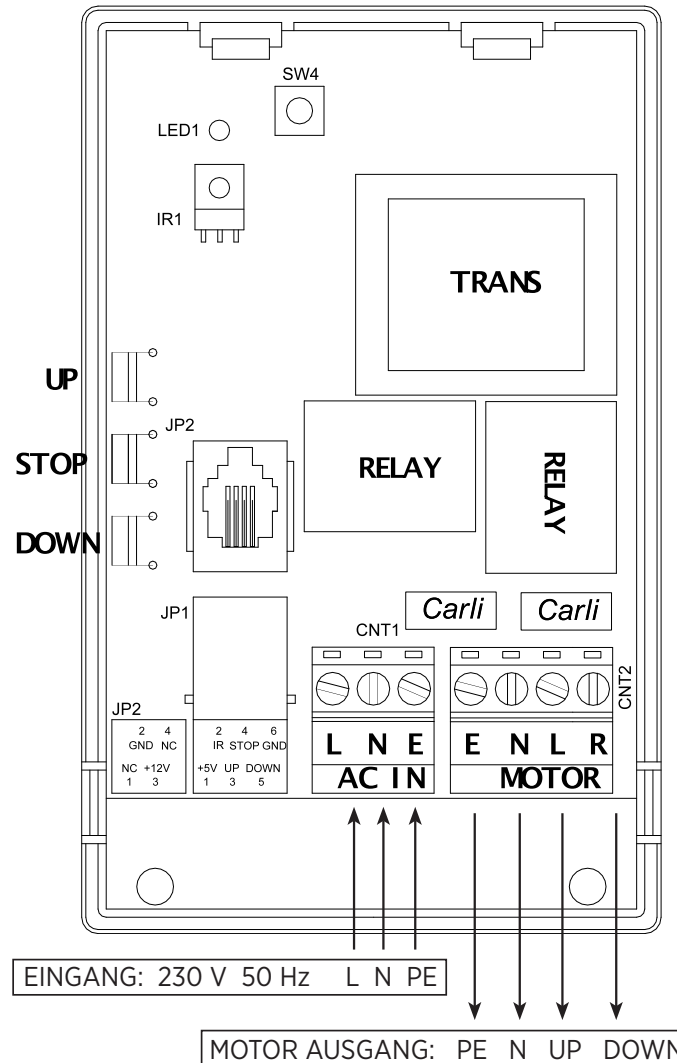 SW4
LED1
IR1
TRANS
UP
JP2
STOP
RELAY
RELAY
DOWN
JP1
Carli
Carli
CNT1
CNT2
JP2
2 4
GND NC
NC +12V
1 3
2 4 6
IR STOP GND
+5V UP DOWN
1 3 5
L N E
AC IN
E N L R
MOTOR
EINGANG: 230 V 50 Hz L N PE
MOTOR AUSGANG: PE N UP DOWN